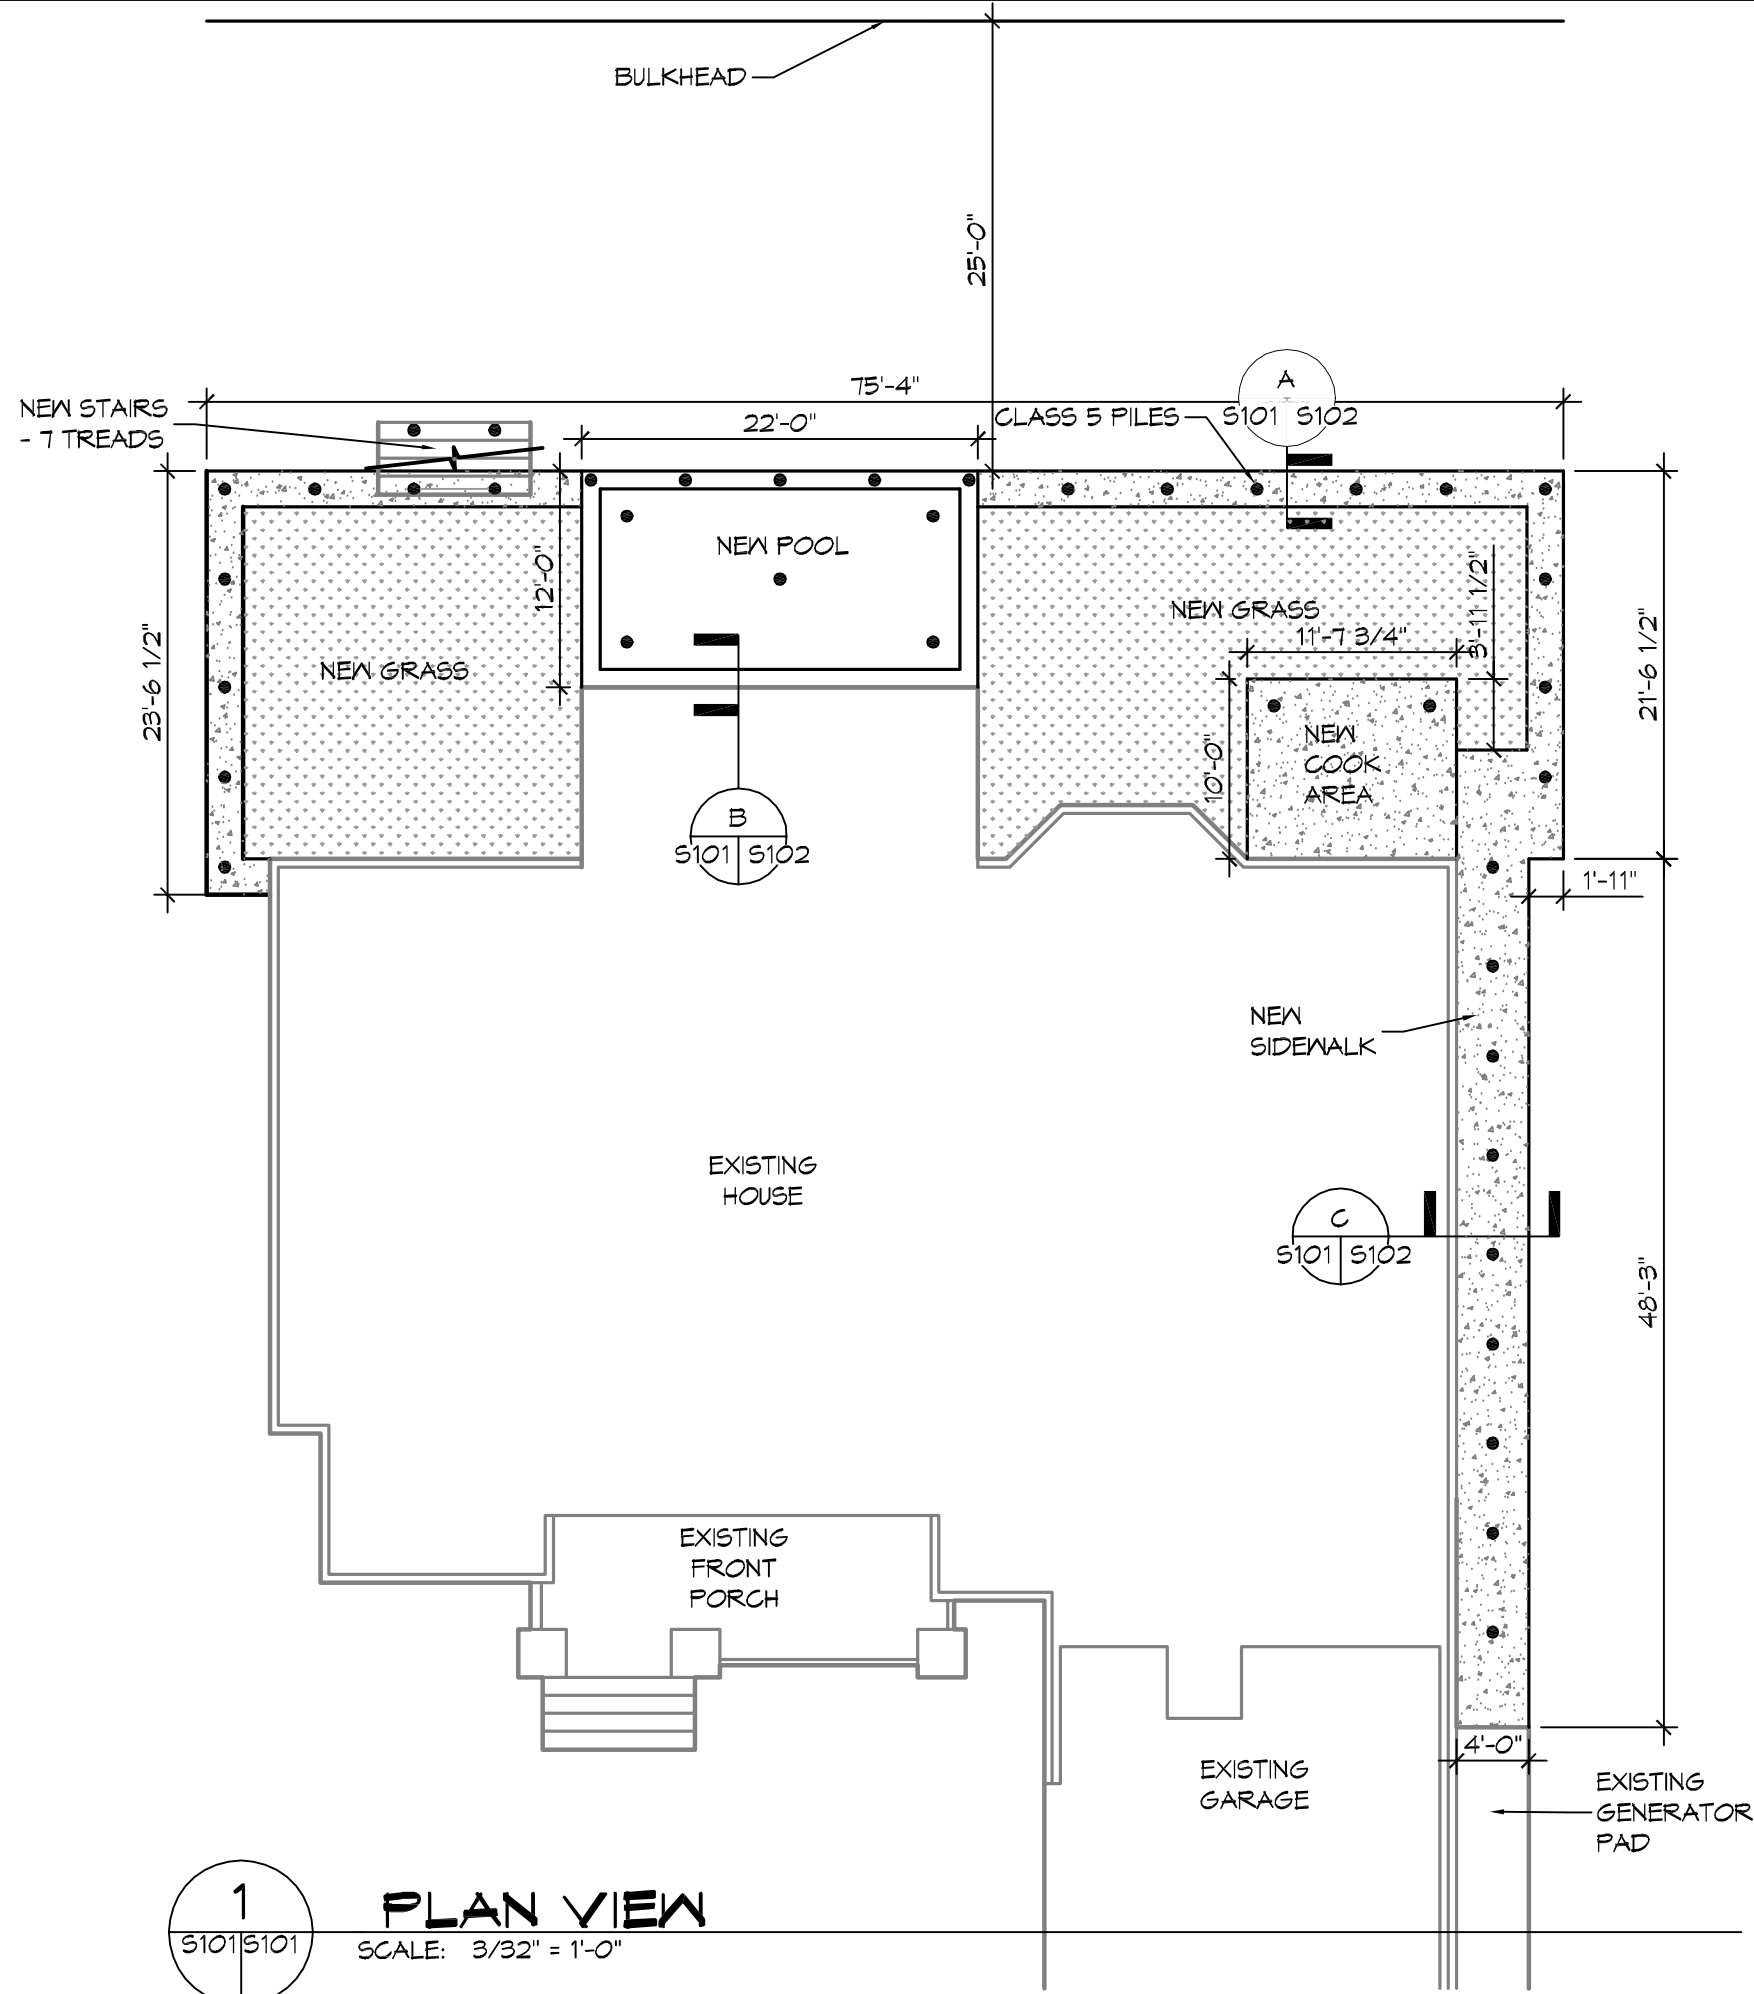 BULKHEAD
25'-0"
75'-4"
A
S101 S102
NEW STAIRS
- 7 TREADS
22'-0"
CLASS 5 PILES
NEW POOL
12'-0"
3'-11 1/2"
NEW GRASS
11'-7 3/4"
NEW GRASS
23'-6 1/2"
21'-6 1/2"
NEW
COOK
AREA
10'-0"
B
S101 S102
1'-11"
NEW
SIDEWALK
EXISTING
HOUSE
C
S101 S102
48'-3"
EXISTING
FRONT
PORCH
4'-0"
EXISTING
GARAGE
EXISTING
GENERATOR
PAD
1
S101 S101
PLAN VIEW
SCALE: 3/32" = 1'-0"